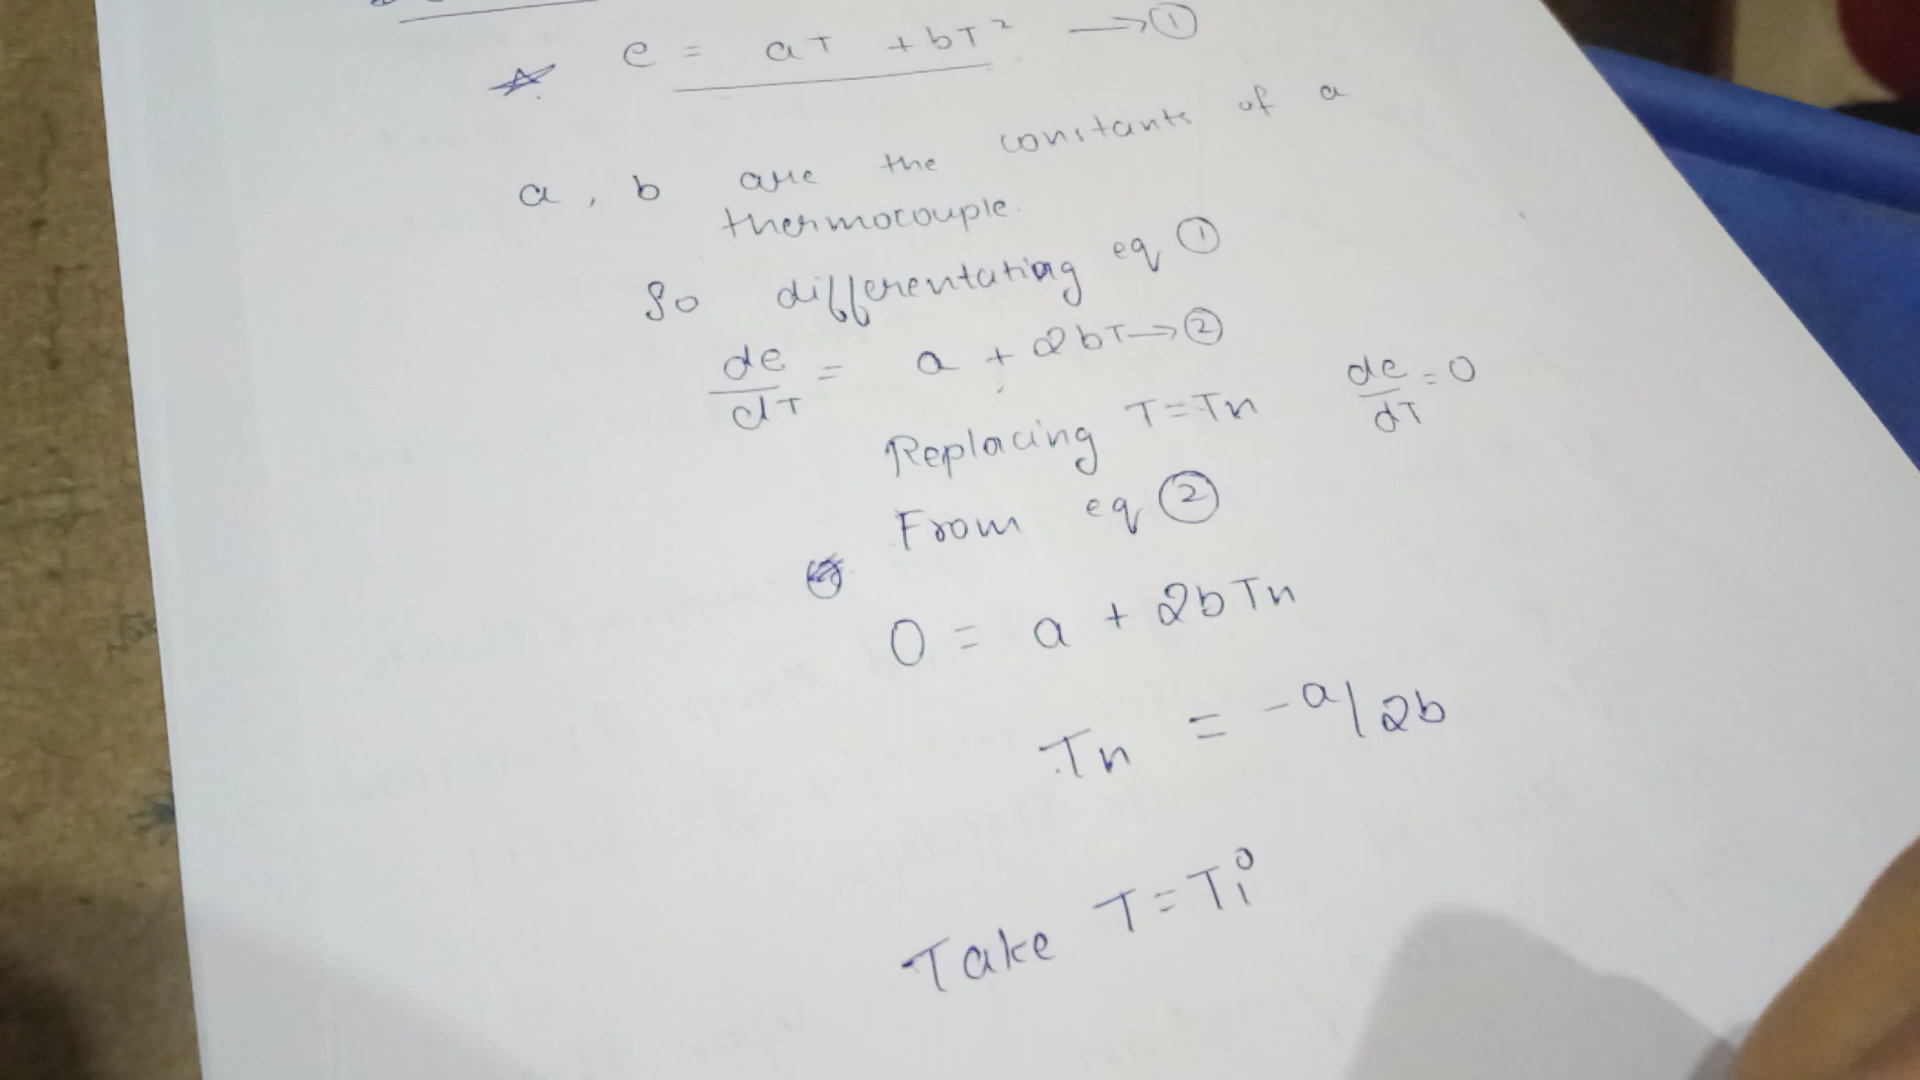 e = aT + bT² → ①
a, b are the constants of a
thermocouple.
So differentating eq ①
de/dT = a + 2bT → ②
Replacing T=Tn de/dT = 0
From eq ②
0 = a + 2bTn
Tn = -a/2b
Take T=Ti